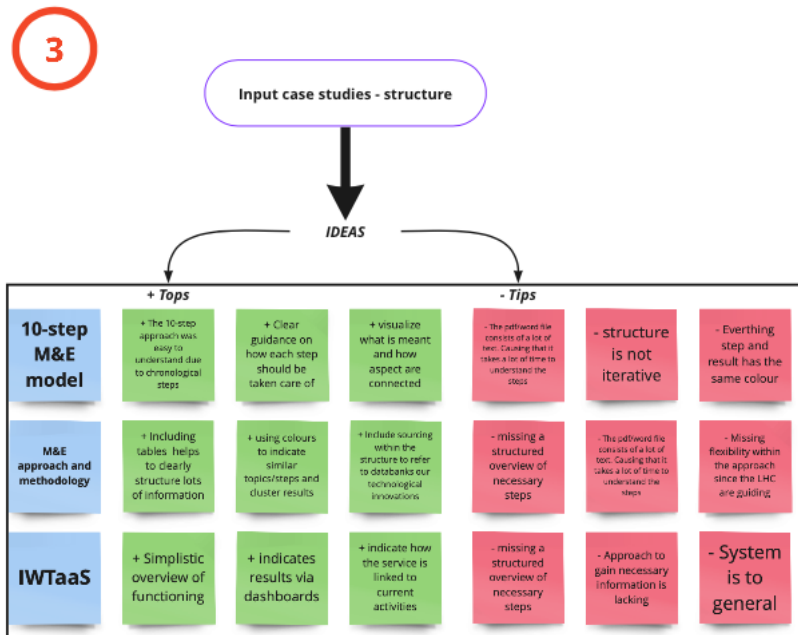 3
Input case studies - structure
IDEAS
+ Tops
- Tips
10-step
M&E
model
+ The 10-step
approach was
easy to
understand due
to chronological
steps
+ Clear
guidance on
how each step
should be
taken care of
+ visualize
what is meant
and how
aspect are
connected
- The pdf/word file
consists of a lot of
text. Causing that it
takes a lot of time to
understand the
steps
- structure
is not
iterative
- Everthing
step and
result has the
same colour
M&E
approach and
methodology
+ Including
tables helps
to clearly
structure lots
of information
+ using colours
to indicate
similar
topics/steps and
cluster results
+ Include sourcing
within the
structure to refer
to databanks our
technological
innovations
- missing a
structured
overview of
necessary
steps
- The pdf/word file
consists of a lot of
text. Causing that it
takes a lot of time to
understand the
steps
- Missing
flexibility within
the approach
since the LHC
are guiding
IWTaaS
+ Simplistic
overview of
functioning
+ indicates
results via
dashboards
+ indicate how
the service is
linked to
current
activities
- missing a
structured
overview of
necessary
steps
- Approach to
gain necessary
information is
lacking
- System
is to
general